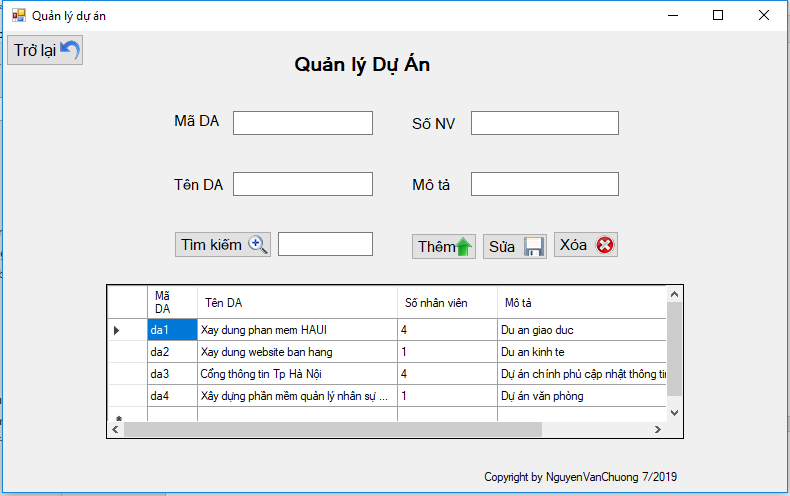 Quản lý dự án
Trở lại
Quản lý Dự Án
Mã DA
Số NV
Tên DA
Mô tả
Tìm kiếm
Thêm
Sửa
Xóa
Mã DA
Tên DA
Số nhân viên
Mô tả
da1 Xay dung phan mem HAUI 4 Du an giao duc
da2 Xay dung website ban hang 1 Du an kinh te
da3 Cổng thông tin Tp Hà Nội 4 Dự án chính phủ cập nhật thông tin
da4 Xây dựng phần mềm quản lý nhân sự ... 1 Dự án văn phòng
Copyright by NguyenVanChuong 7/2019